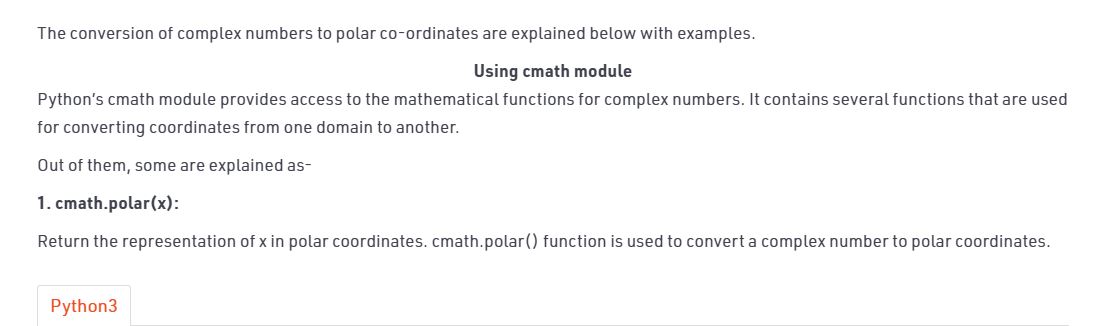 The conversion of complex numbers to polar co-ordinates are explained below with examples.
Using cmath module
Python's cmath module provides access to the mathematical functions for complex numbers. It contains several functions that are used
for converting coordinates from one domain to another.
Out of them, some are explained as-
1. cmath.polar(x):
Return the representation of x in polar coordinates. cmath.polar() function is used to convert a complex number to polar coordinates.
Python3